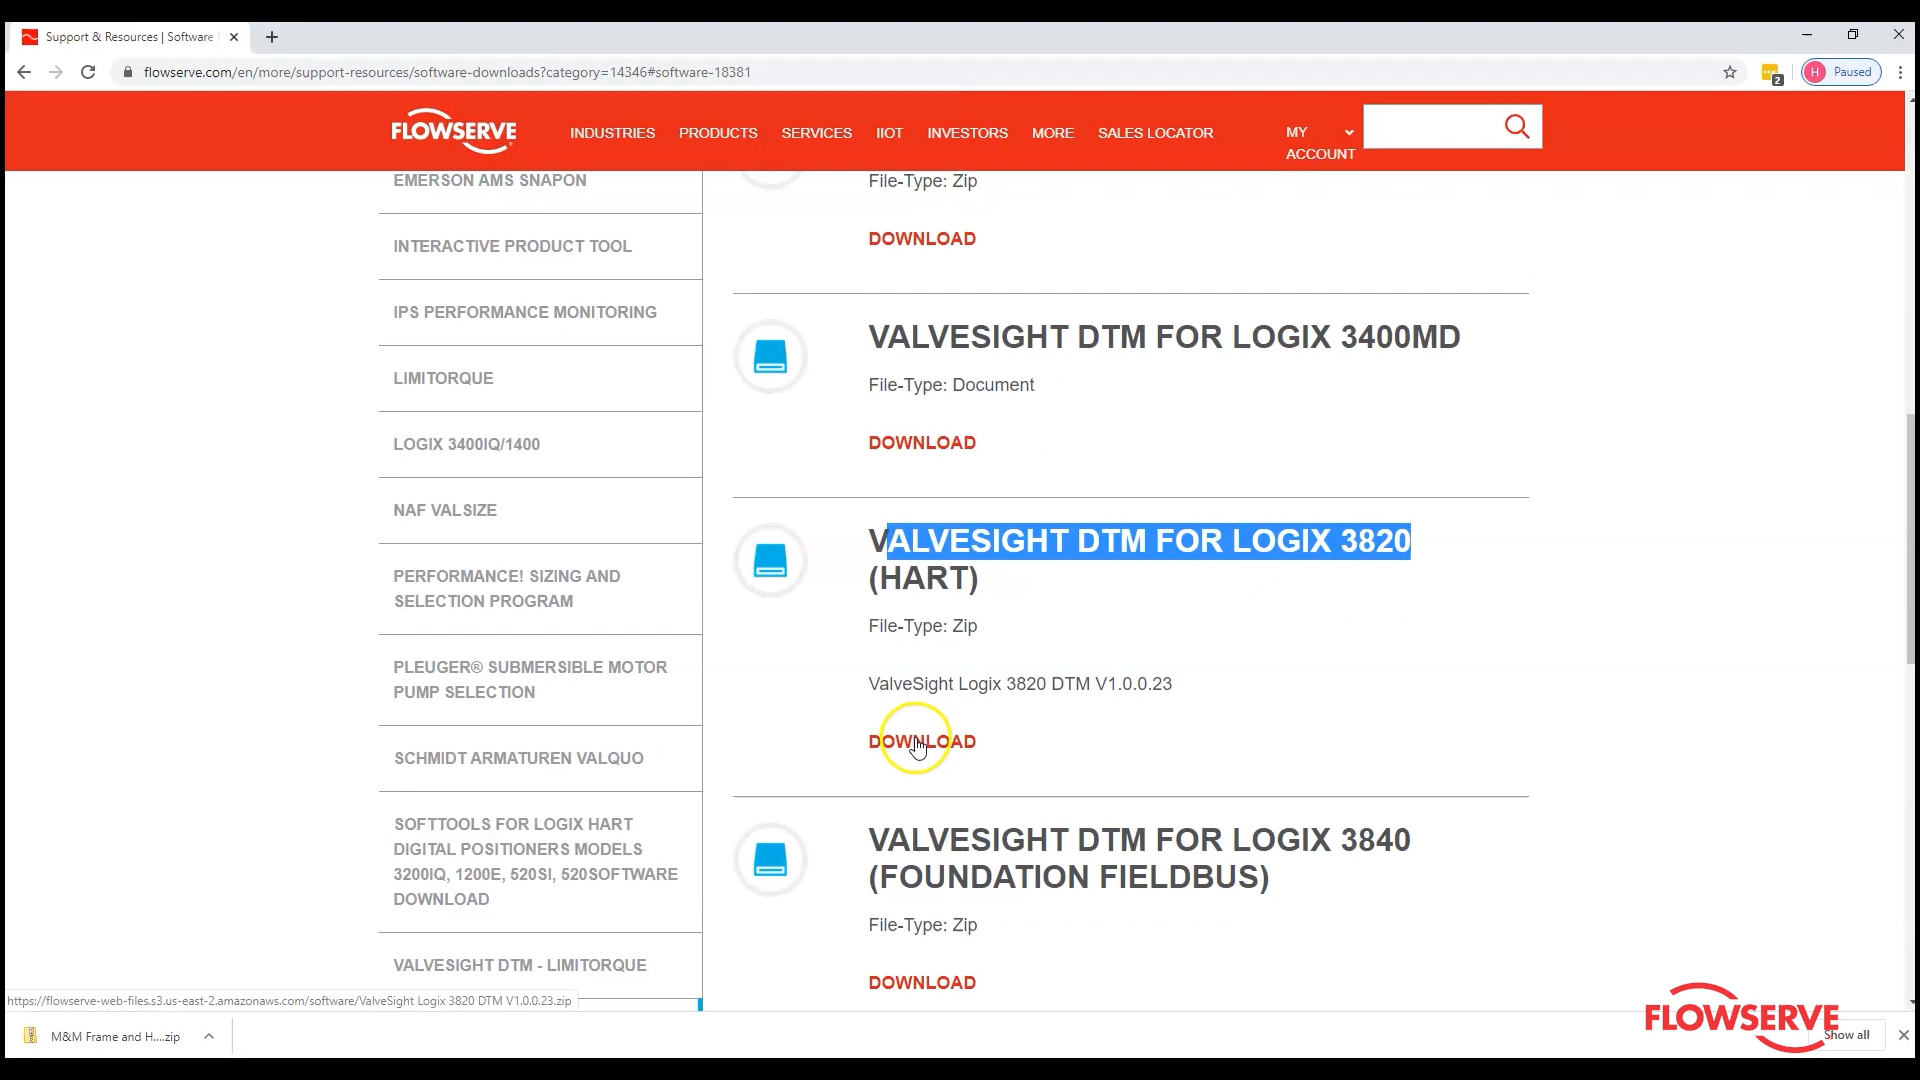 Support & Resources | Software
flowserve.com/en/more/support-resources/software-downloads?category=14346#software-18381
2
H Paused
FLOWSERVE
INDUSTRIES PRODUCTS SERVICES IIOT INVESTORS MORE SALES LOCATOR
MY
ACCOUNT
EMERSON AMS SNAPON
INTERACTIVE PRODUCT TOOL
IPS PERFORMANCE MONITORING
LIMITORQUE
LOGIX 3400IQ/1400
NAF VALSIZE
PERFORMANCE! SIZING AND
SELECTION PROGRAM
PLEUGER® SUBMERSIBLE MOTOR
PUMP SELECTION
SCHMIDT ARMATUREN VALQUO
SOFTTOOLS FOR LOGIX HART
DIGITAL POSITIONERS MODELS
3200IQ, 1200E, 520SI, 520SOFTWARE
DOWNLOAD
VALVESIGHT DTM - LIMITORQUE
File-Type: Zip
DOWNLOAD
VALVESIGHT DTM FOR LOGIX 3400MD
File-Type: Document
DOWNLOAD
VALVESIGHT DTM FOR LOGIX 3820
(HART)
File-Type: Zip
ValveSight Logix 3820 DTM V1.0.0.23
DOWNLOAD
VALVESIGHT DTM FOR LOGIX 3840
(FOUNDATION FIELDBUS)
File-Type: Zip
DOWNLOAD
https://flowserve-web-files.s3.us-east-2.amazonaws.com/software/ValveSight Logix 3820 DTM V1.0.0.23.zip
M&M Frame and H....zip
FLOWSERVE
Show all